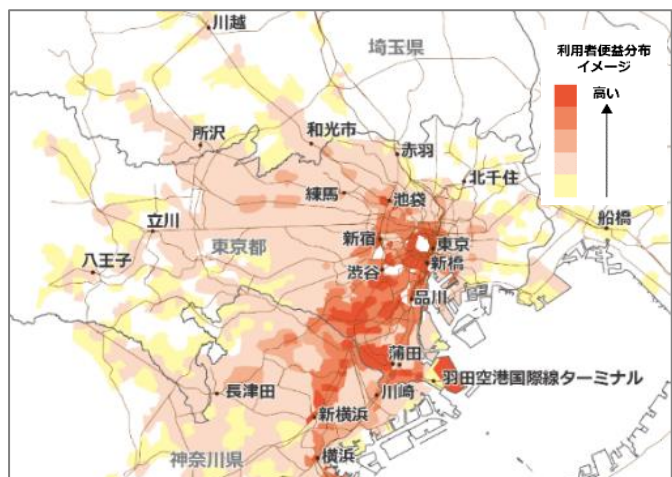 川越
埼玉県
利用者便益分布
イメージ
高い
所沢
和光市
赤羽
北千住
練馬
池袋
船橋
立川
新宿
東京
東京都
八王子
渋谷
新橋
品川
蒲田
羽田空港国際線ターミナル
長津田
川崎
新横浜
神奈川県
横浜